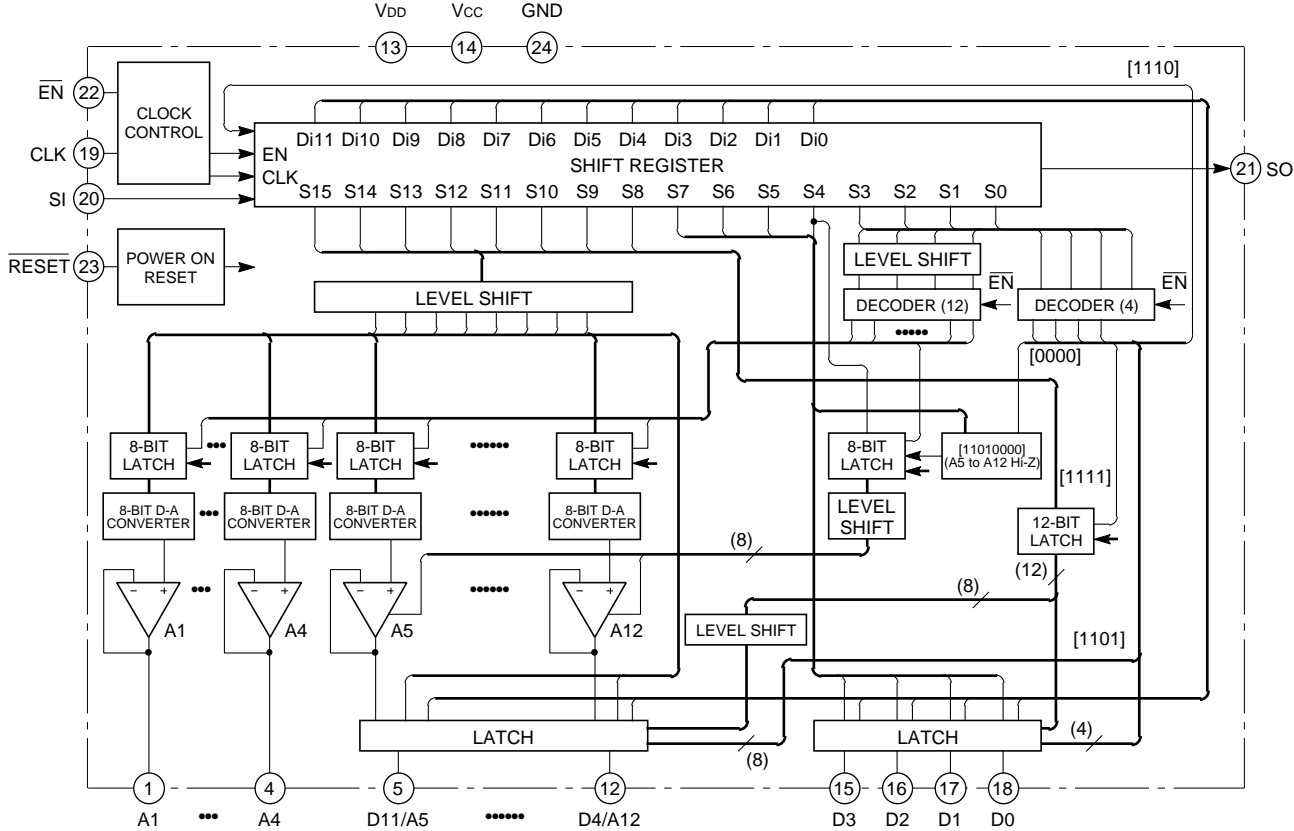 VDD VCC GND
13 14 24
[1110]
EN 22
CLOCK
CONTROL
Di11 Di10 Di9 Di8 Di7 Di6 Di5 Di4 Di3 Di2 Di1 Di0
CLK 19
EN
SHIFT REGISTER
21 SO
CLK
SI 20
S15 S14 S13 S12 S11 S10 S9 S8 S7 S6 S5 S4 S3 S2 S1 S0
RESET 23
POWER ON
RESET
LEVEL SHIFT
EN
EN
LEVEL SHIFT
DECODER (12)
DECODER (4)
[0000]
8-BIT
LATCH
8-BIT
LATCH
8-BIT
LATCH
8-BIT
LATCH
8-BIT
LATCH
[11010000]
(A5 to A12 Hi-Z)
[1111]
8-BIT D-A
CONVERTER
8-BIT D-A
CONVERTER
8-BIT D-A
CONVERTER
8-BIT D-A
CONVERTER
LEVEL
SHIFT
12-BIT
LATCH
(8)
(12)
(8)
− +
− +
− +
− +
A1
A4
A5
A12
LEVEL SHIFT
[1101]
LATCH
(8)
LATCH
(4)
1 4 5 12 15 16 17 18
A1 ••• A4 D11/A5 •••••• D4/A12 D3 D2 D1 D0